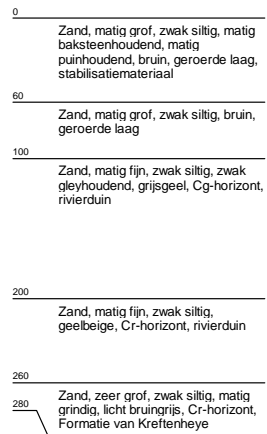 0
Zand, matig grof, zwak siltig, matig
baksteenhoudend, matig
puinhoudend, bruin, geroerde laag,
stabilisatiemateriaal
60
Zand, matig grof, zwak siltig, bruin,
geroerde laag
100
Zand, matig fijn, zwak siltig, zwak
gleyhoudend, grijsgeel, Cg-horizont,
rivierduin
200
Zand, matig fijn, zwak siltig,
geelbeige, Cr-horizont, rivierduin
260
Zand, zeer grof, zwak siltig, matig
grindig, licht bruingrijs, Cr-horizont,
Formatie van Kreftenheye
280